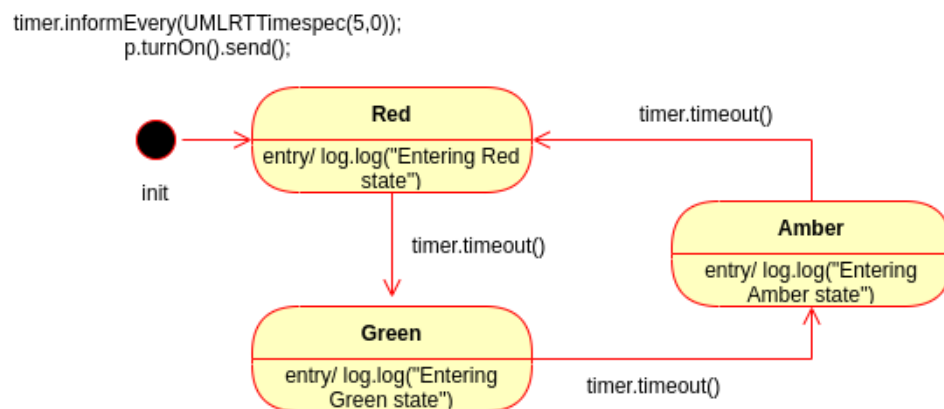 timer.informEvery(UMLRTTimespec(5,0));
p.turnOn().send();
init
Red
entry/ log.log("Entering Red
state")
timer.timeout()
timer.timeout()
Amber
entry/ log.log("Entering
Amber state")
Green
entry/ log.log("Entering
Green state")
timer.timeout()